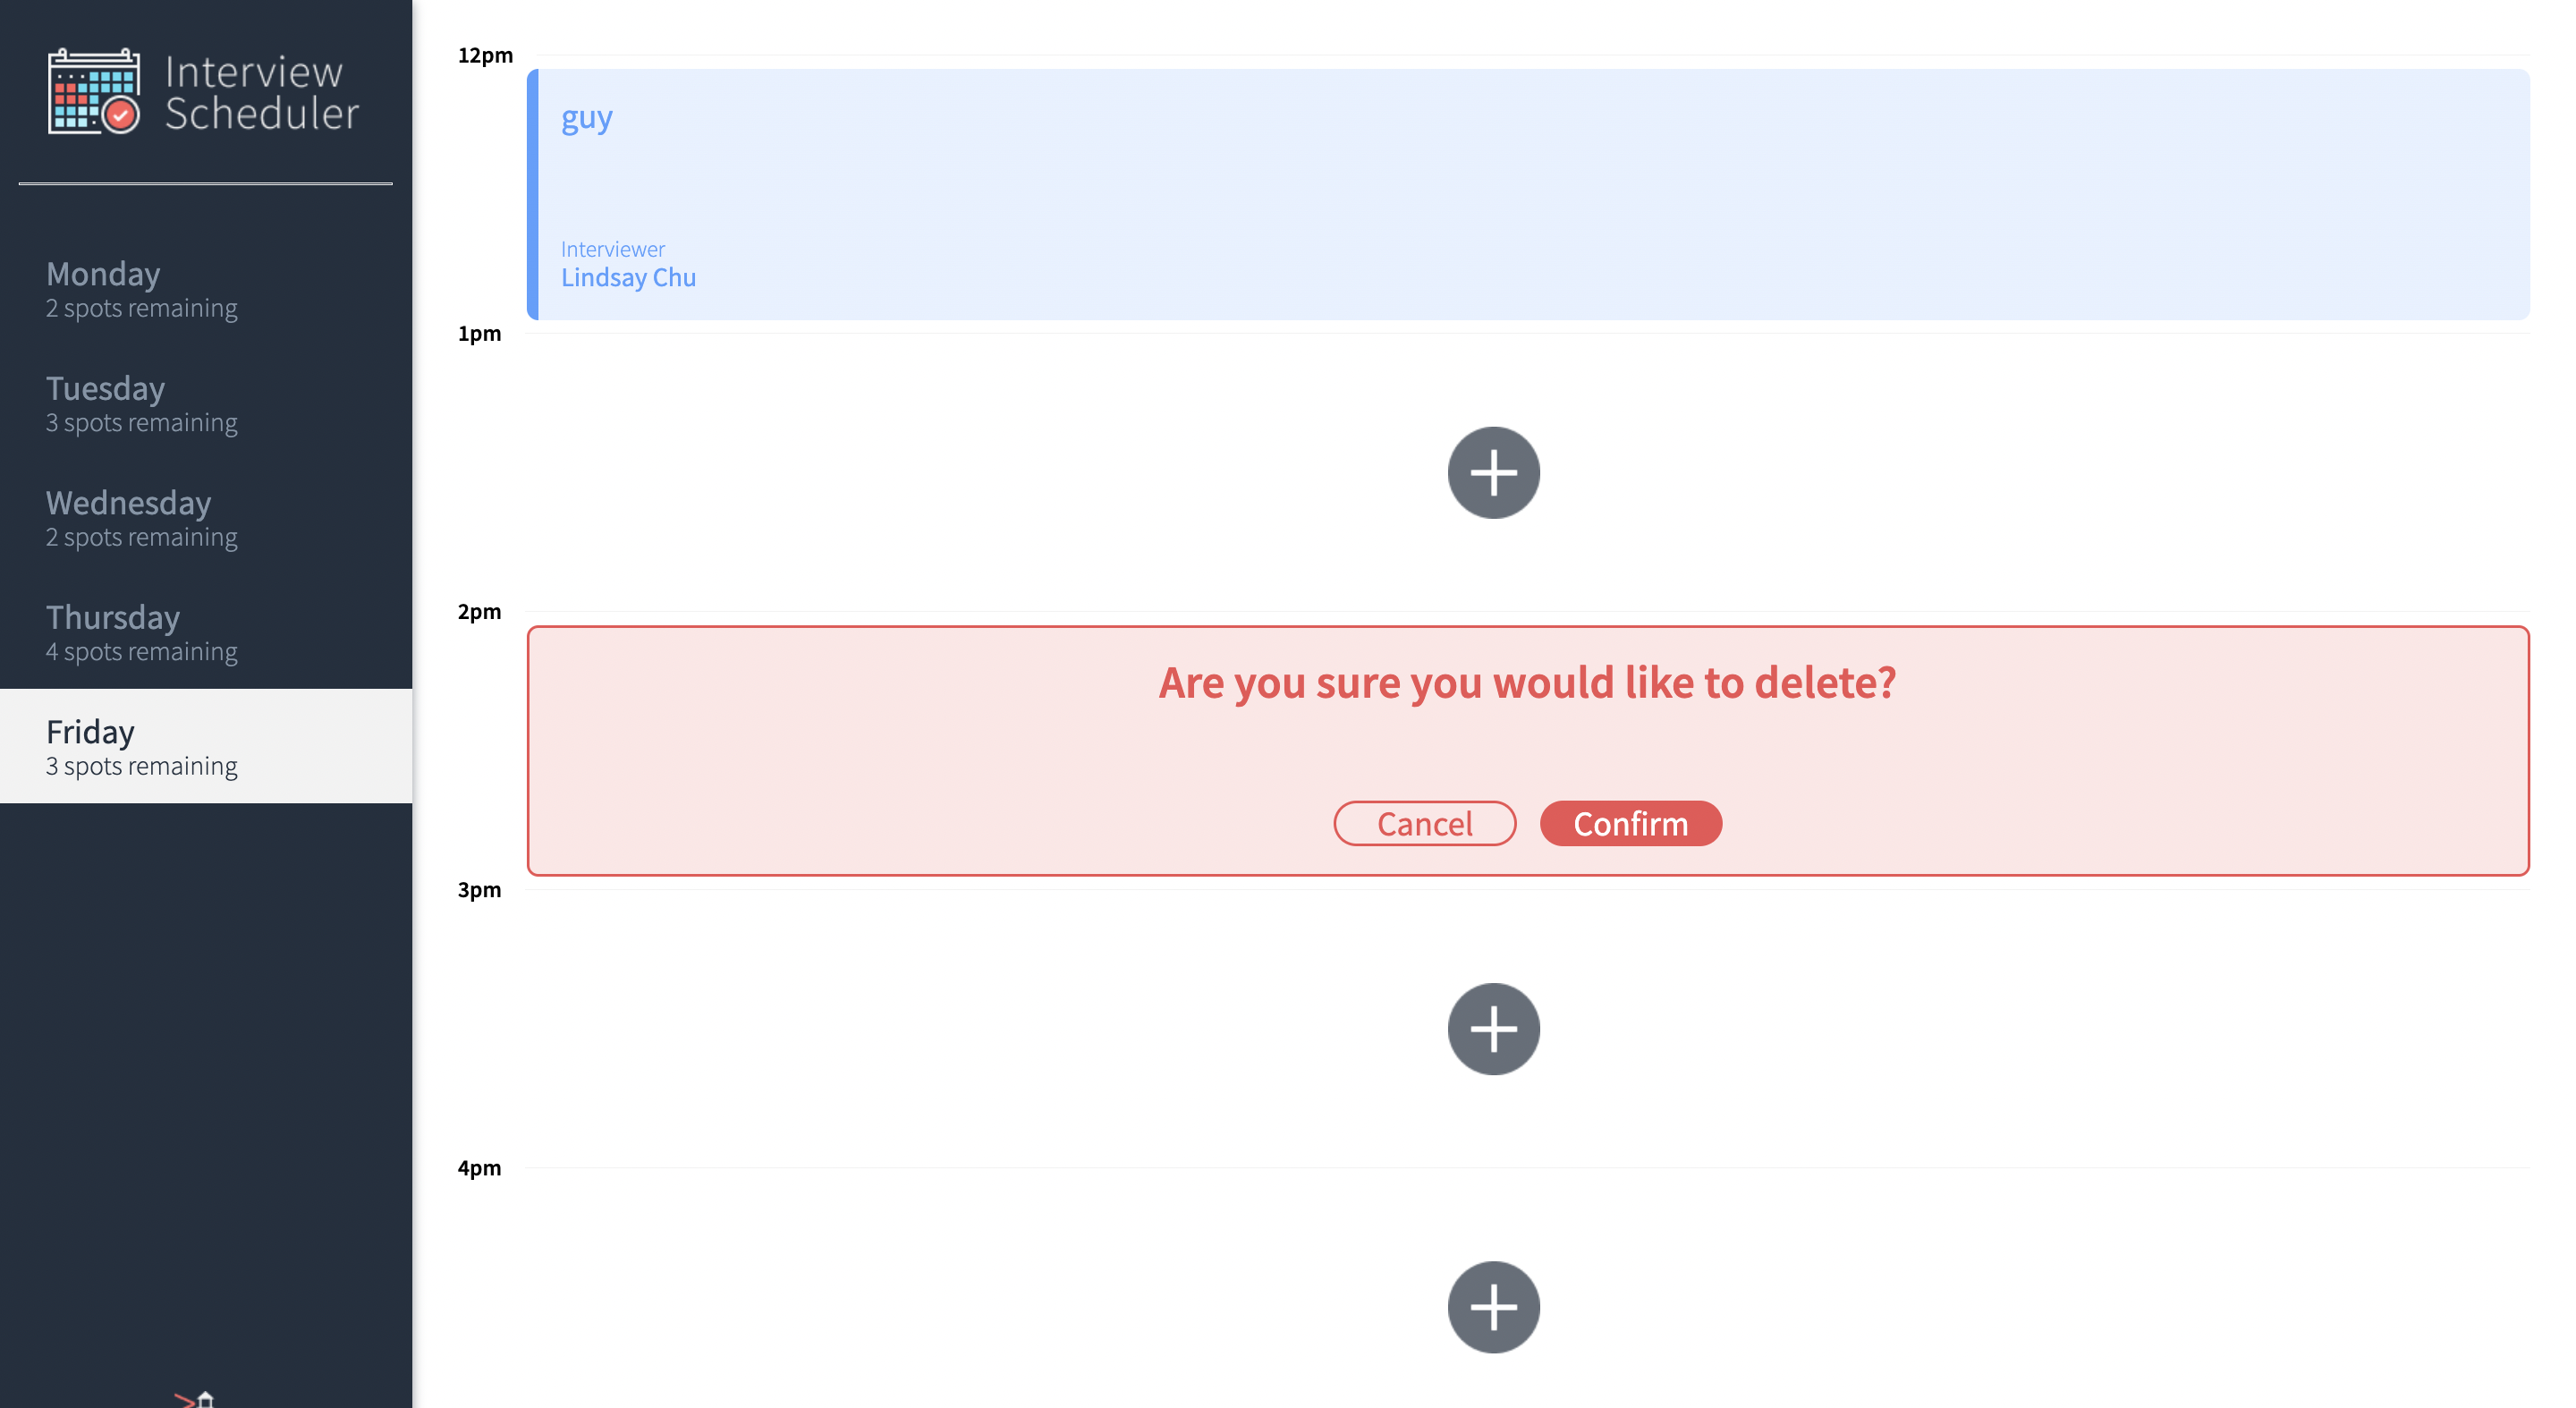 Interview
Scheduler
Monday
2 spots remaining
Tuesday
3 spots remaining
Wednesday
2 spots remaining
Thursday
4 spots remaining
Friday
3 spots remaining
12pm
guy
Interviewer
Lindsay Chu
1pm
2pm
Are you sure you would like to delete?
Cancel
Confirm
3pm
4pm